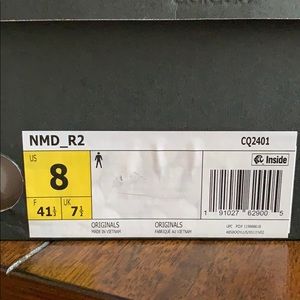 NMD_R2
CQ2401
US
8
F
41⅓
UK
7½
Inside
1 91027 62900 5
ORIGINALS
MADE IN VIETNAM
ORIGINALS
FABRIQUÉ AU VIETNAM